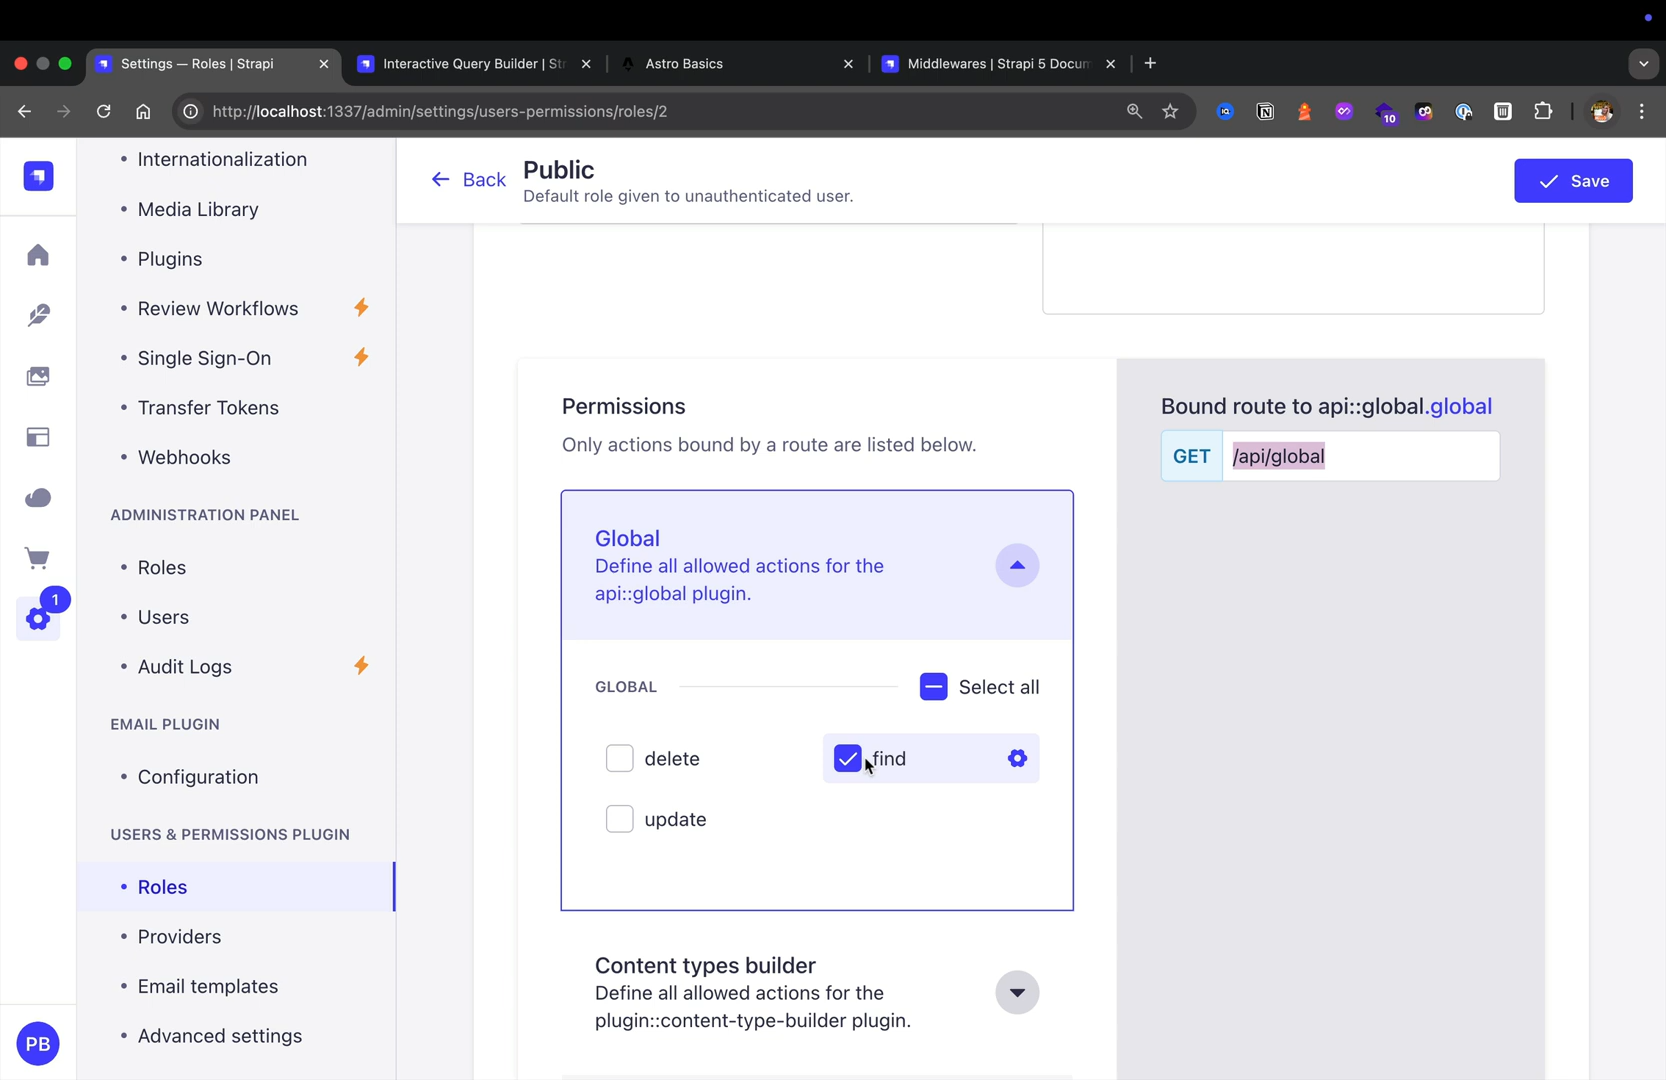 Settings — Roles | Strapi
Interactive Query Builder | Str
Astro Basics
Middlewares | Strapi 5 Docum
http://localhost:1337/admin/settings/users-permissions/roles/2
10
• Internationalization
• Media Library
• Plugins
• Review Workflows
• Single Sign-On
• Transfer Tokens
• Webhooks
ADMINISTRATION PANEL
• Roles
• Users
• Audit Logs
EMAIL PLUGIN
• Configuration
USERS & PERMISSIONS PLUGIN
• Roles
• Providers
• Email templates
• Advanced settings
1
PB
Back
Public
Default role given to unauthenticated user.
Save
Permissions
Only actions bound by a route are listed below.
Global
Define all allowed actions for the
api::global plugin.
GLOBAL
Select all
delete
find
update
Content types builder
Define all allowed actions for the
plugin::content-type-builder plugin.
Bound route to api::global.global
GET /api/global